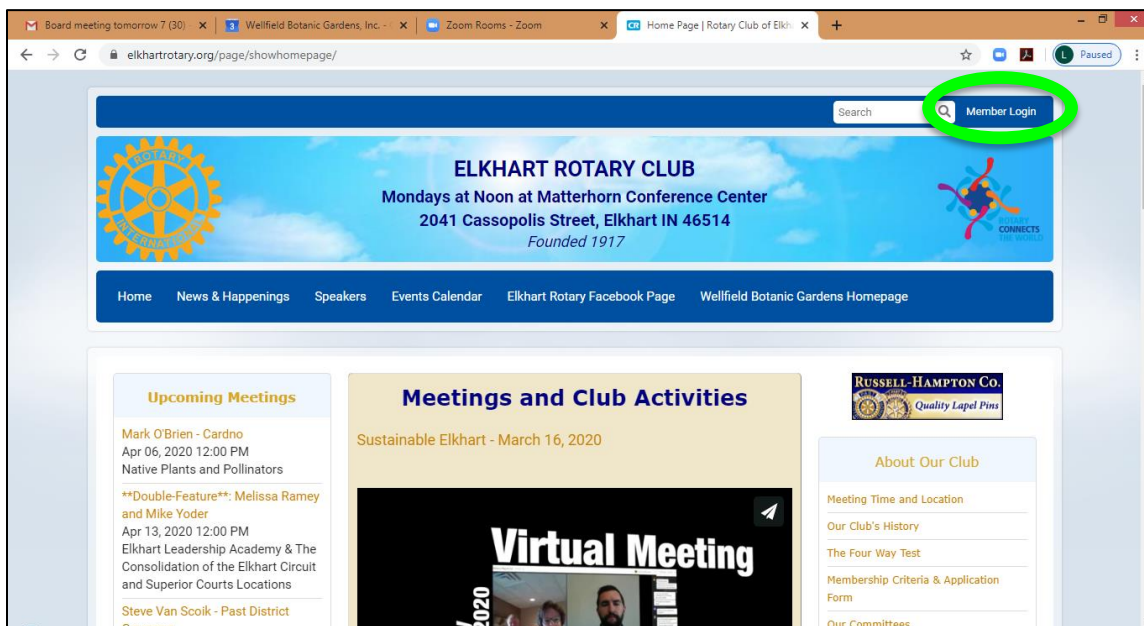 Board meeting tomorrow 7 (30)
Wellfield Botanic Gardens, Inc. -
Zoom Rooms - Zoom
CR Home Page | Rotary Club of Elkh
elkhartrotary.org/page/showhomepage/
L Paused
Search
Member Login
ROTARY
INTERNATIONAL
ELKHART ROTARY CLUB
Mondays at Noon at Matterhorn Conference Center
2041 Cassopolis Street, Elkhart IN 46514
Founded 1917
ROTARY
CONNECTS
THE WORLD
Home News & Happenings Speakers Events Calendar Elkhart Rotary Facebook Page Wellfield Botanic Gardens Homepage
Upcoming Meetings
Mark O'Brien - Cardno
Apr 06, 2020 12:00 PM
Native Plants and Pollinators
**Double-Feature**: Melissa Ramey
and Mike Yoder
Apr 13, 2020 12:00 PM
Elkhart Leadership Academy & The
Consolidation of the Elkhart Circuit
and Superior Courts Locations
Steve Van Scoik - Past District
Meetings and Club Activities
Sustainable Elkhart - March 16, 2020
Virtual Meeting
2020
RUSSELL-HAMPTON CO.
Quality Lapel Pins
About Our Club
Meeting Time and Location
Our Club's History
The Four Way Test
Membership Criteria & Application
Form
Our Committees